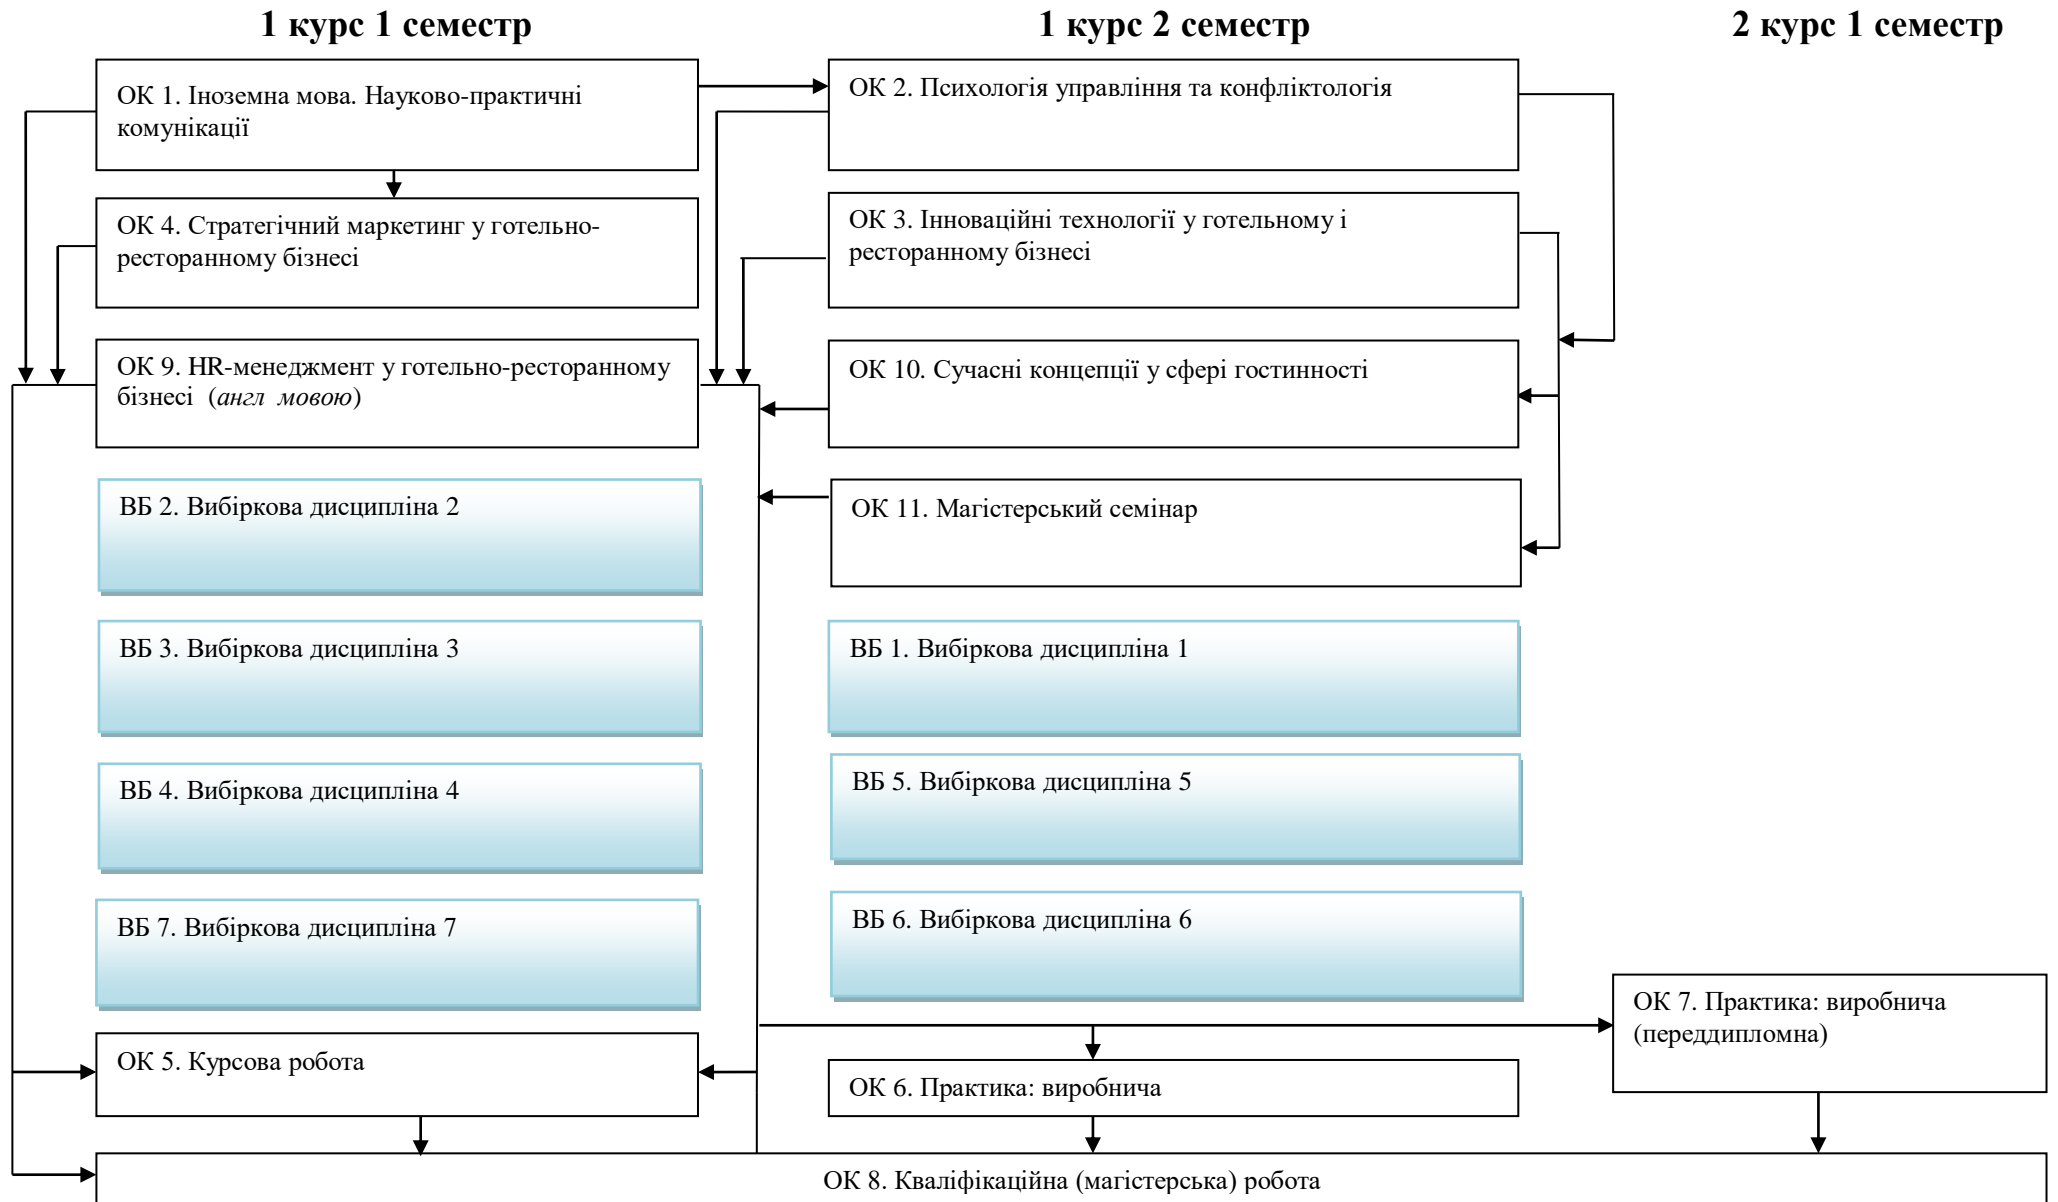 1 курс 1 семестр
1 курс 2 семестр
2 курс 1 семестр
ОК 1. Іноземна мова. Науково-практичні
комунікації
ОК 4. Стратегічний маркетинг у готельно-
ресторанному бізнесі
ОК 9. HR-менеджмент у готельно-ресторанному
бізнесі (англ мовою)
ВБ 2. Вибіркова дисципліна 2
ВБ 3. Вибіркова дисципліна 3
ВБ 4. Вибіркова дисципліна 4
ВБ 7. Вибіркова дисципліна 7
ОК 5. Курсова робота
ОК 2. Психологія управління та конфліктологія
ОК 3. Інноваційні технології у готельному і
ресторанному бізнесі
ОК 10. Сучасні концепції у сфері гостинності
ОК 11. Магістерський семінар
ВБ 1. Вибіркова дисципліна 1
ВБ 5. Вибіркова дисципліна 5
ВБ 6. Вибіркова дисципліна 6
ОК 6. Практика: виробнича
ОК 7. Практика: виробнича
(переддипломна)
ОК 8. Кваліфікаційна (магістерська) робота